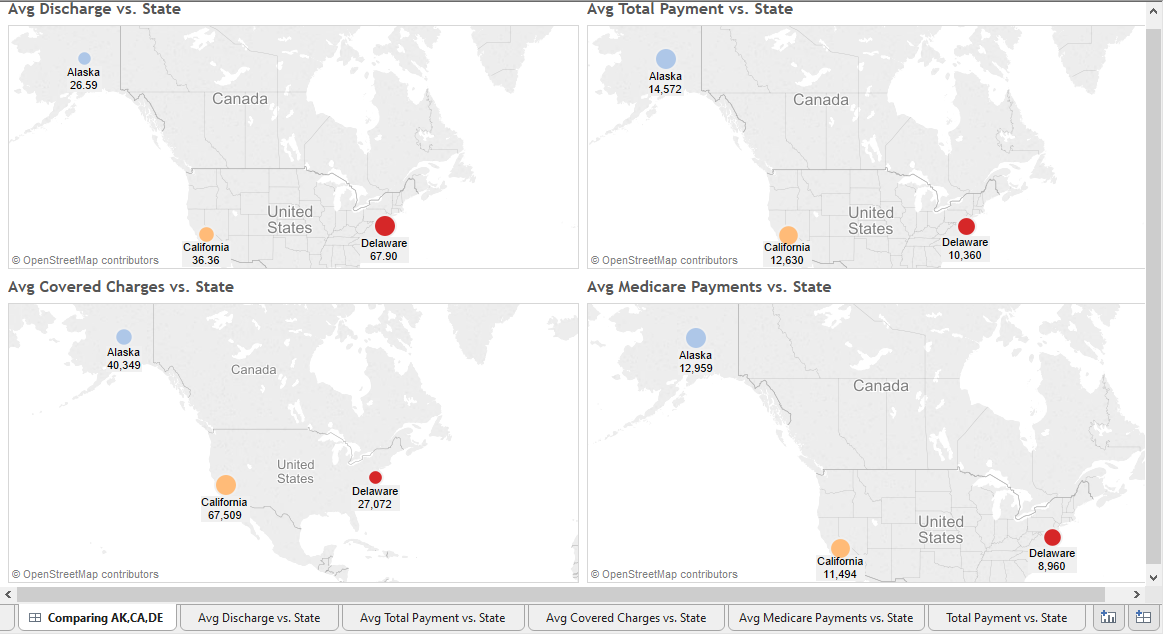 Avg Discharge vs. State
Alaska
26.59
Canada
United
States
California
36.36
Delaware
67.90
© OpenStreetMap contributors
Avg Total Payment vs. State
Alaska
14,572
Canada
United
States
California
12,630
Delaware
10,360
© OpenStreetMap contributors
Avg Covered Charges vs. State
Alaska
40,349
Canada
United
States
California
67,509
Delaware
27,072
© OpenStreetMap contributors
Avg Medicare Payments vs. State
Alaska
12,959
Canada
United
States
California
11,494
Delaware
8,960
© OpenStreetMap contributors
Comparing AK,CA,DE
Avg Discharge vs. State
Avg Total Payment vs. State
Avg Covered Charges vs. State
Avg Medicare Payments vs. State
Total Payment vs. State